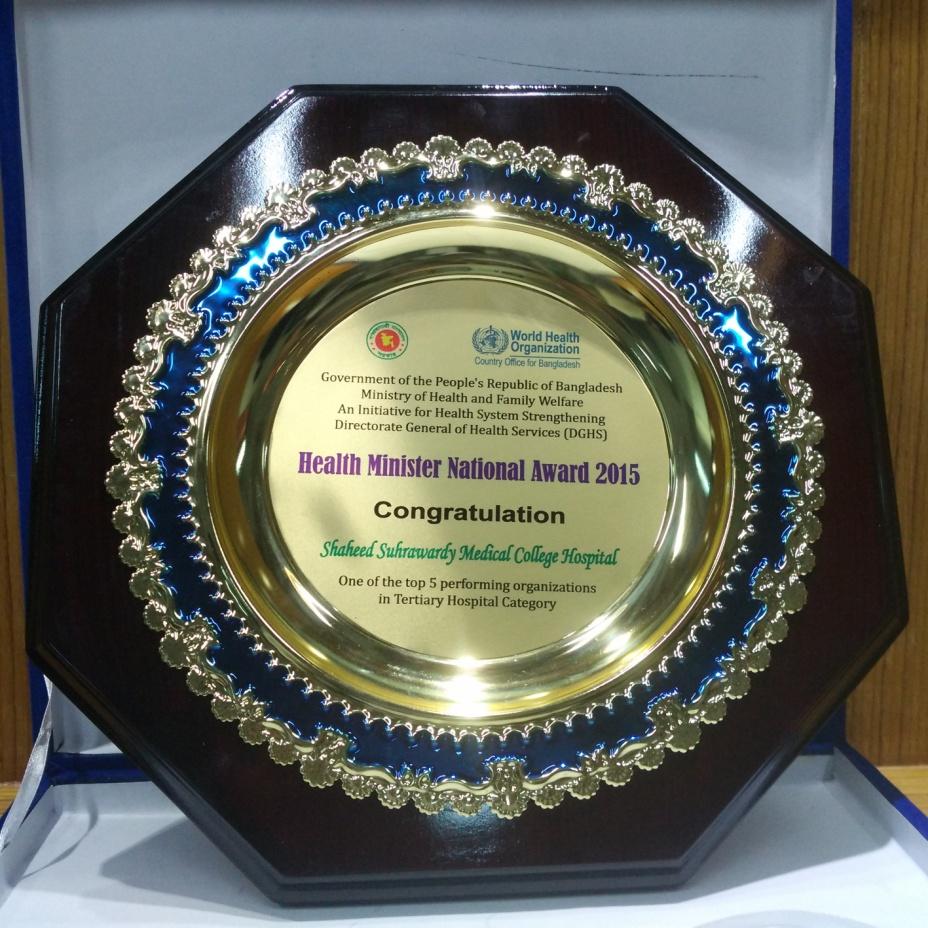 World Health
Organization
Country Office for Bangladesh
Government of the People's Republic of Bangladesh
Ministry of Health and Family Welfare
An Initiative for Health System Strengthening
Directorate General of Health Services (DGHS)
Health Minister National Award 2015
Congratulation
Shaheed Suhrawardy Medical College Hospital
One of the top 5 performing organizations
in Tertiary Hospital Category